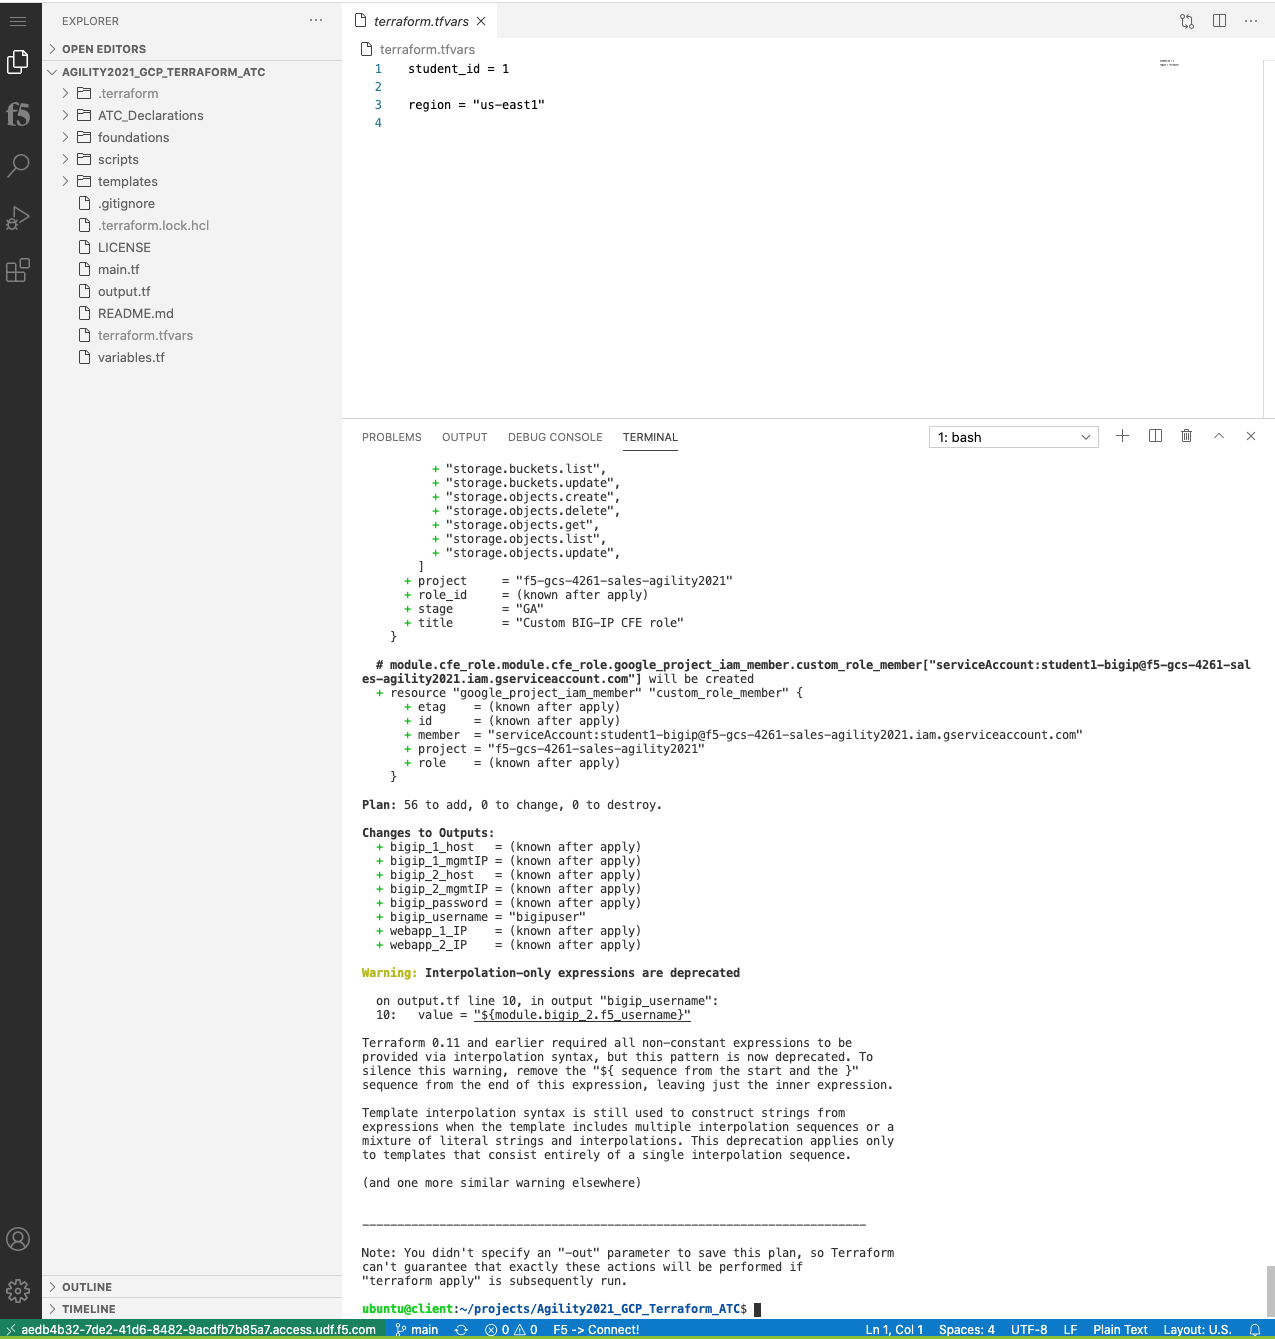 EXPLORER
OPEN EDITORS
AGILITY2021_GCP_TERRAFORM_ATC
.terraform
ATC_Declarations
foundations
scripts
templates
.gitignore
.terraform.lock.hcl
LICENSE
main.tf
output.tf
README.md
terraform.tfvars
variables.tf
OUTLINE
TIMELINE
f5
terraform.tfvars
terraform.tfvars
1 student_id = 1
2
3 region = "us-east1"
4
PROBLEMS OUTPUT DEBUG CONSOLE TERMINAL 1: bash
+ "storage.buckets.list",
+ "storage.buckets.update",
+ "storage.objects.create",
+ "storage.objects.delete",
+ "storage.objects.get",
+ "storage.objects.list",
+ "storage.objects.update",
]
+ project = "f5-gcs-4261-sales-agility2021"
+ role_id = (known after apply)
+ stage = "GA"
+ title = "Custom BIG-IP CFE role"
}
# module.cfe_role.module.cfe_role.google_project_iam_member.custom_role_member["serviceAccount:student1-bigip@f5-gcs-4261-sal
es-agility2021.iam.gserviceaccount.com"] will be created
+ resource "google_project_iam_member" "custom_role_member" {
+ etag = (known after apply)
+ id = (known after apply)
+ member = "serviceAccount:student1-bigip@f5-gcs-4261-sales-agility2021.iam.gserviceaccount.com"
+ project = "f5-gcs-4261-sales-agility2021"
+ role = (known after apply)
}
Plan: 56 to add, 0 to change, 0 to destroy.
Changes to Outputs:
+ bigip_1_host = (known after apply)
+ bigip_1_mgmtIP = (known after apply)
+ bigip_2_host = (known after apply)
+ bigip_2_mgmtIP = (known after apply)
+ bigip_password = (known after apply)
+ bigip_username = "bigipuser"
+ webapp_1_IP = (known after apply)
+ webapp_2_IP = (known after apply)
Warning: Interpolation-only expressions are deprecated
on output.tf line 10, in output "bigip_username":
10: value = "${module.bigip_2.f5_username}"
Terraform 0.11 and earlier required all non-constant expressions to be
provided via interpolation syntax, but this pattern is now deprecated. To
silence this warning, remove the "${ sequence from the start and the }"
sequence from the end of this expression, leaving just the inner expression.
Template interpolation syntax is still used to construct strings from
expressions when the template includes multiple interpolation sequences or a
mixture of literal strings and interpolations. This deprecation applies only
to templates that consist entirely of a single interpolation sequence.
(and one more similar warning elsewhere)
------------------------------------------------------------------------
Note: You didn't specify an "-out" parameter to save this plan, so Terraform
can't guarantee that exactly these actions will be performed if
"terraform apply" is subsequently run.
ubuntu@client:~/projects/Agility2021_GCP_Terraform_ATC$
aedb4b32-7de2-41d6-8482-9acdfb7b85a7.access.udf.f5.com main 0 0 F5 -> Connect! Ln 1, Col 1 Spaces: 4 UTF-8 LF Plain Text Layout: U.S.